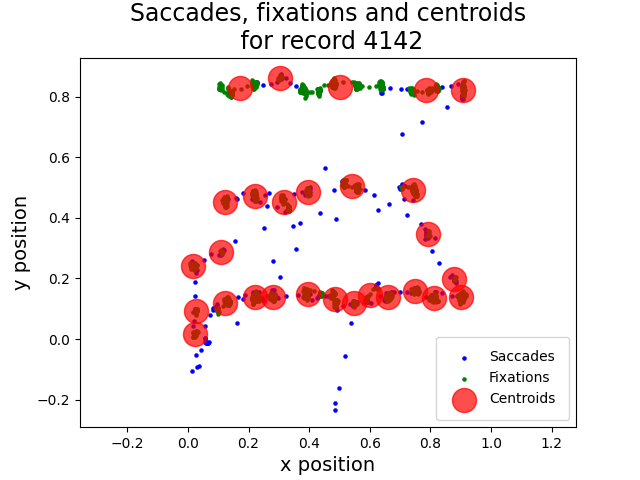 Saccades, fixations and centroids
for record 4142
y position
0.8
0.6
0.4
0.2
0.0
−0.2
Saccades
Fixations
Centroids
−0.2 0.0 0.2 0.4 0.6 0.8 1.0 1.2
x position